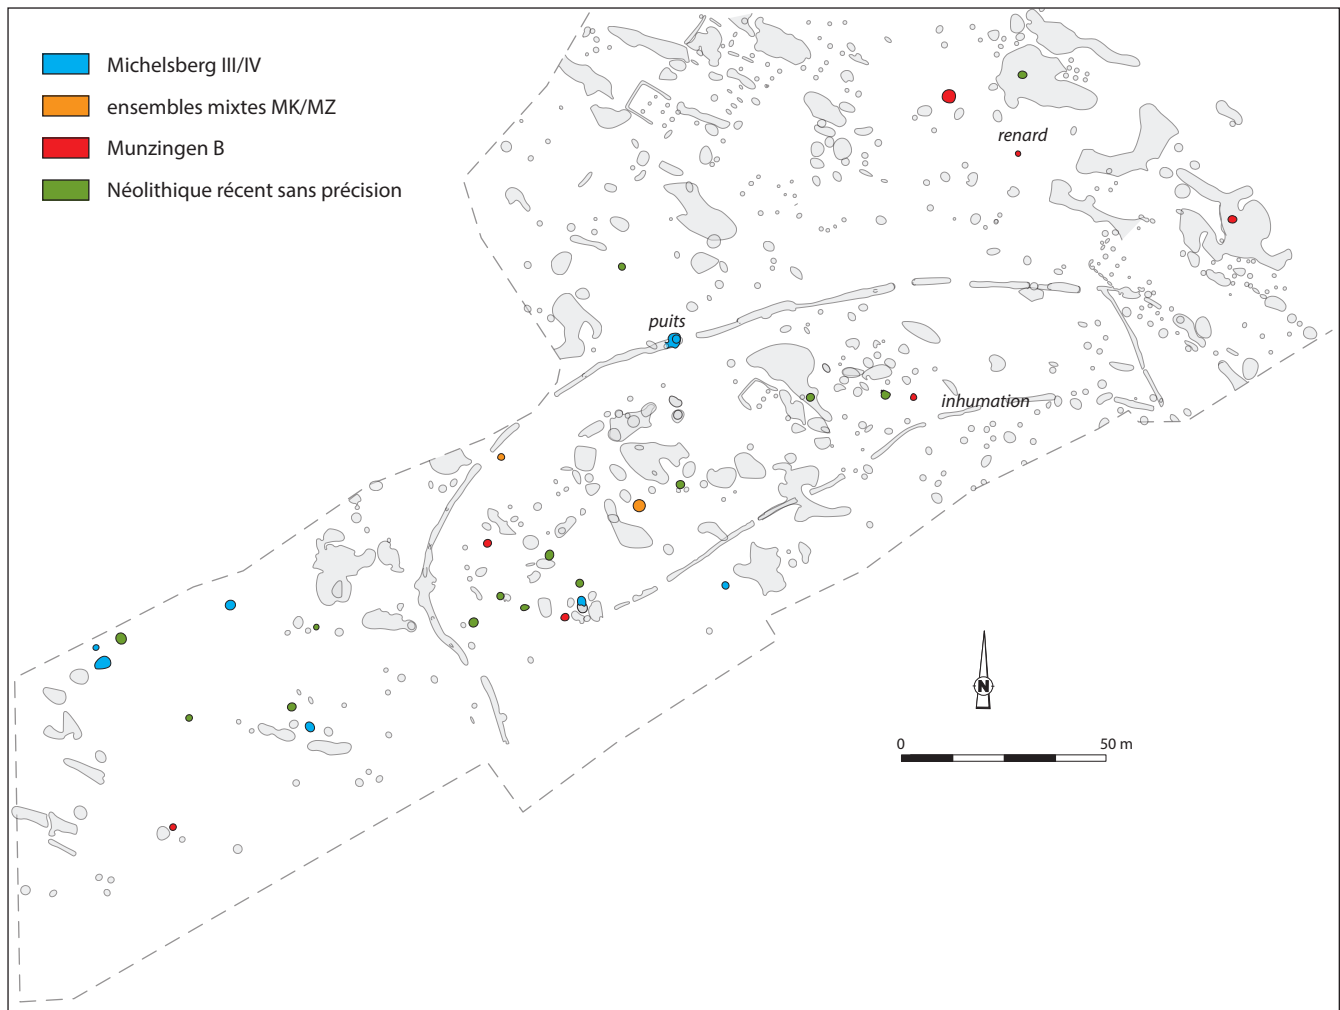 Michelsberg III/IV
ensembles mixtes MK/MZ
Munzingen B
Néolithique récent sans précision
renard
puits
inhumation
N
0 50 m